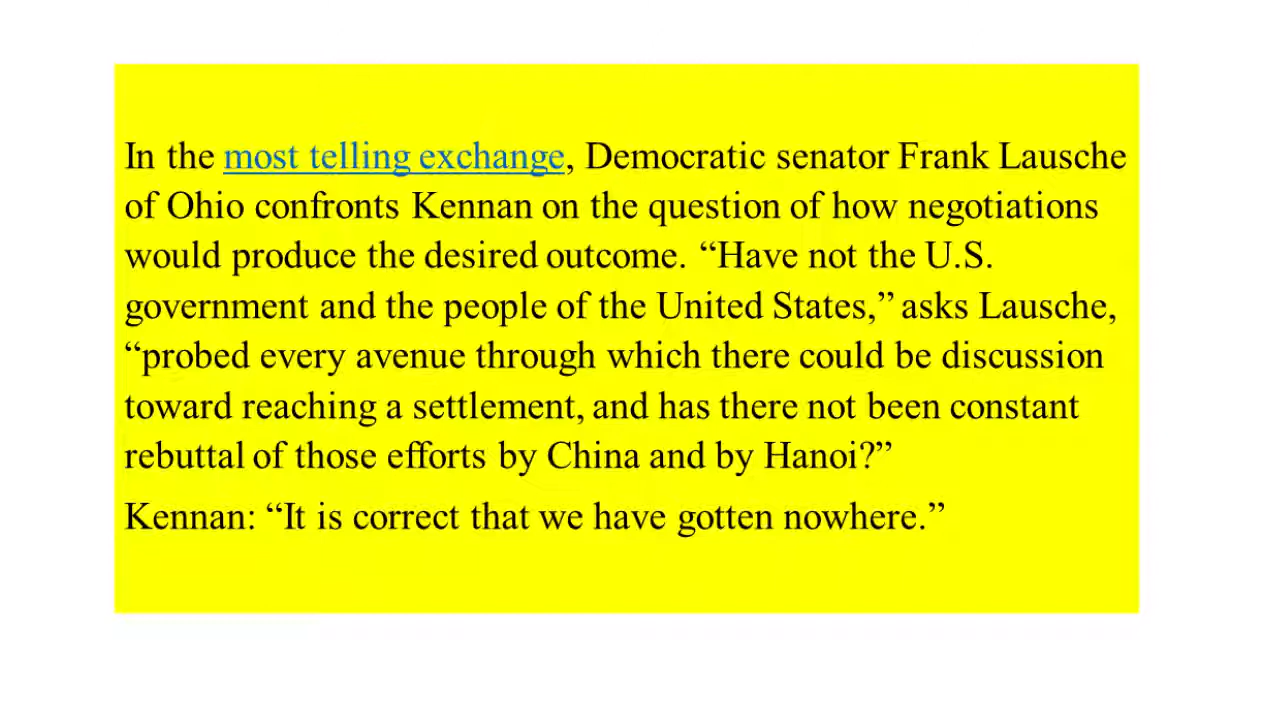 In the most telling exchange, Democratic senator Frank Lausche
of Ohio confronts Kennan on the question of how negotiations
would produce the desired outcome. “Have not the U.S.
government and the people of the United States,” asks Lausche,
“probed every avenue through which there could be discussion
toward reaching a settlement, and has there not been constant
rebuttal of those efforts by China and by Hanoi?”
Kennan: “It is correct that we have gotten nowhere.”